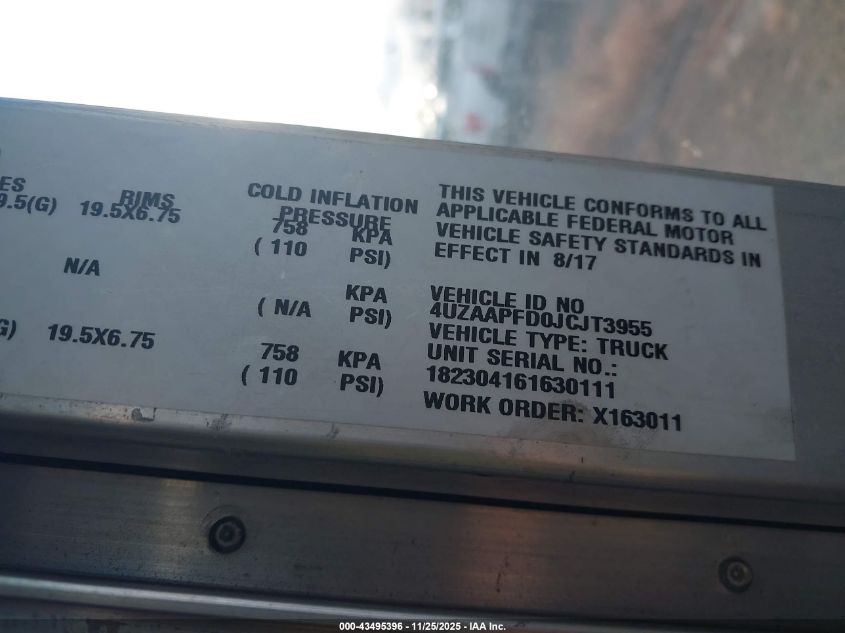 ES
9.5(G) 19.5X6.75
RIMS
N/A
G) 19.5X6.75
COLD INFLATION
PRESSURE
758 KPA
( 110 PSI)
KPA
( N/A PSI)
758 KPA
( 110 PSI)
THIS VEHICLE CONFORMS TO ALL
APPLICABLE FEDERAL MOTOR
VEHICLE SAFETY STANDARDS IN
EFFECT IN 8/17
VEHICLE ID NO
4UZAAPFD0JCJT3955
VEHICLE TYPE: TRUCK
UNIT SERIAL NO.:
182304161630111
WORK ORDER: X163011
000-43495396 - 11/25/2025 - IAA Inc.